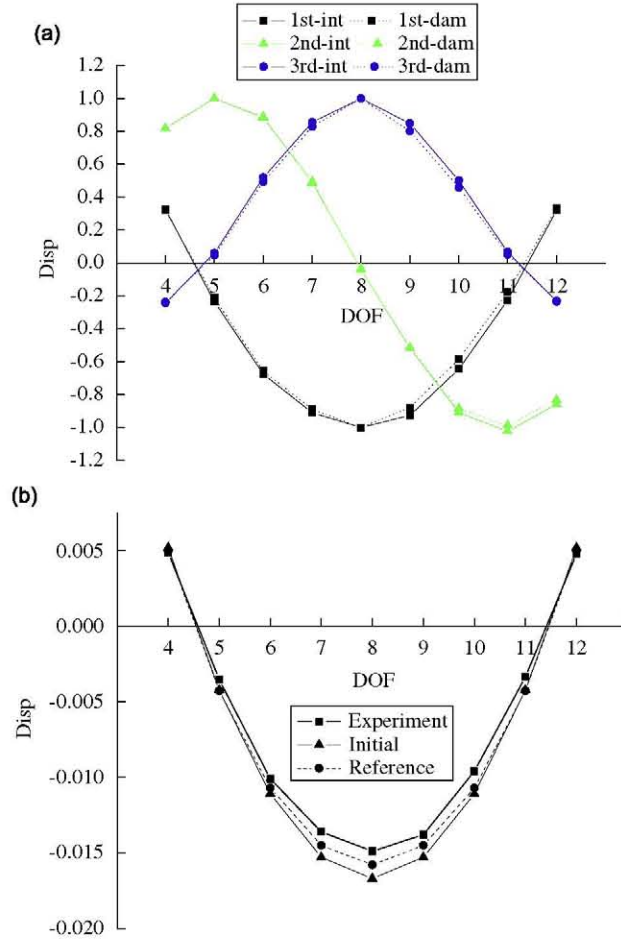 (a)
1st-int 1st-dam
2nd-int 2nd-dam
3rd-int 3rd-dam
1.2
1.0
0.8
0.6
0.4
0.2
0.0
-0.2
-0.4
-0.6
-0.8
-1.0
-1.2
Disp
4 5 6 7 8 9 10 11 12
DOF
(b)
0.005
0.000
-0.005
-0.010
-0.015
-0.020
Disp
4 5 6 7 8 9 10 11 12
DOF
Experiment
Initial
Reference